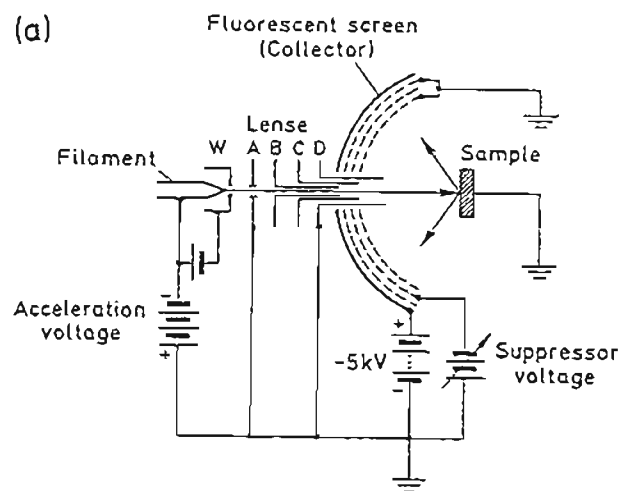 (a)
Fluorescent screen
(Collector)
Lense
W A B C D
Filament
Sample
Acceleration
voltage
-
+
+
-5kV
-
Suppressor
voltage